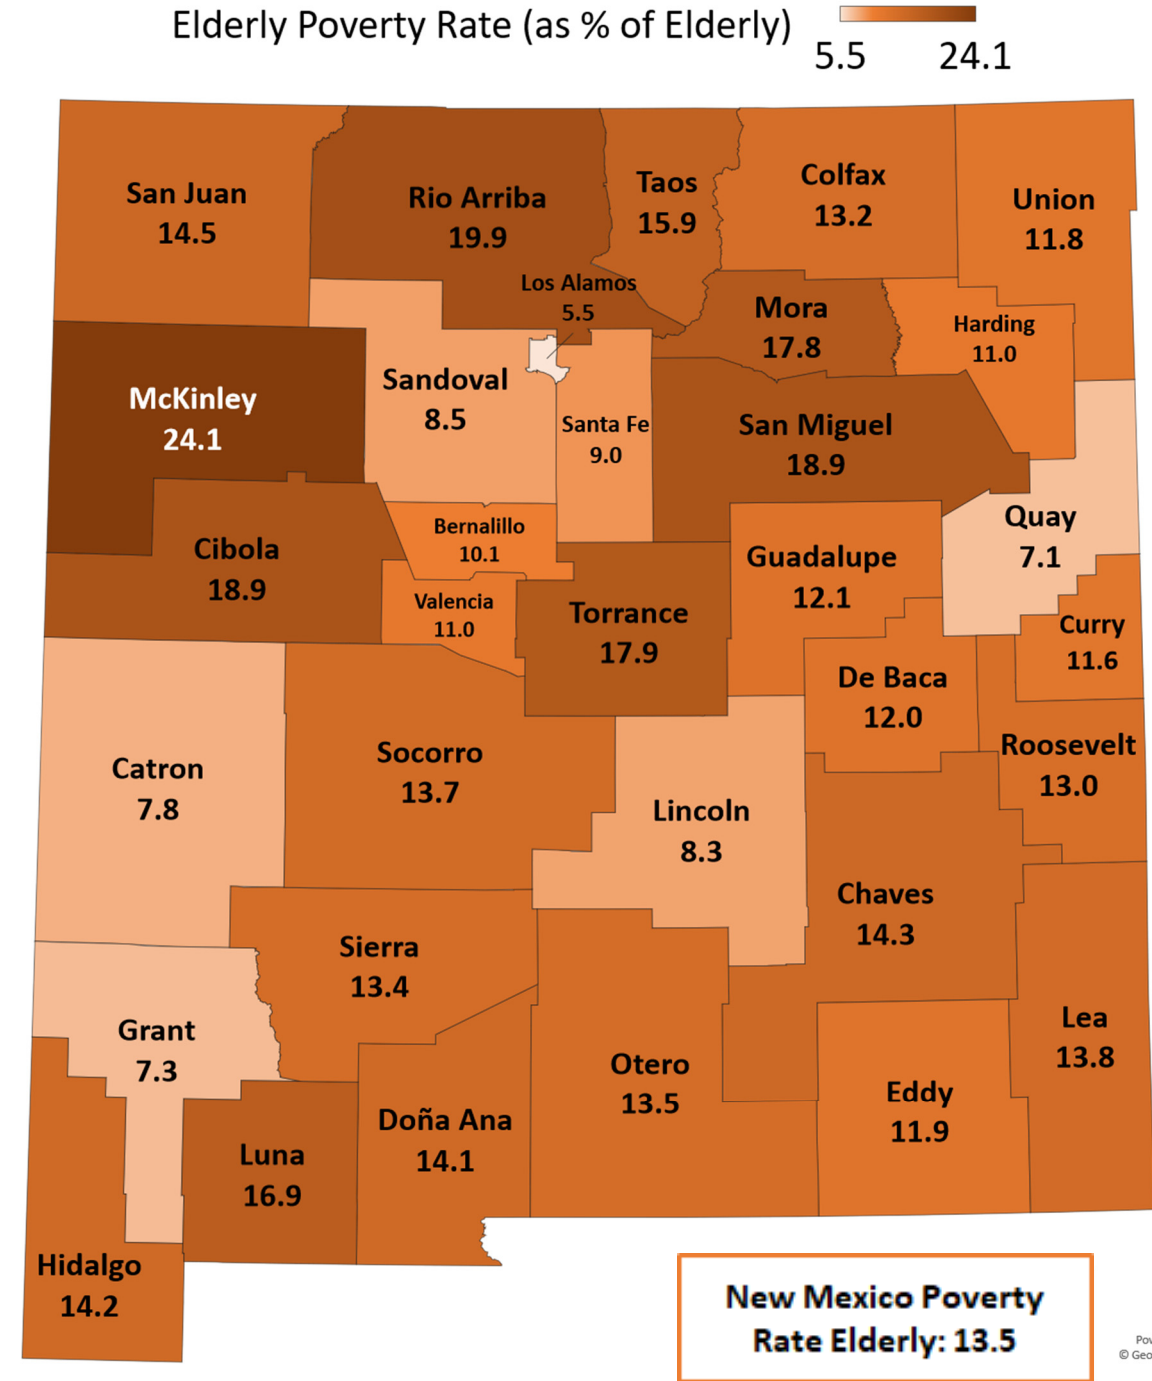 Elderly Poverty Rate (as % of Elderly)
5.5 24.1
San Juan
14.5
Rio Arriba
19.9
Taos
15.9
Colfax
13.2
Union
11.8
Los Alamos
5.5
Mora
17.8
Harding
11.0
McKinley
24.1
Sandoval
8.5
Santa Fe
9.0
San Miguel
18.9
Quay
7.1
Cibola
18.9
Bernalillo
10.1
Valencia
11.0
Torrance
17.9
Guadalupe
12.1
Curry
11.6
De Baca
12.0
Roosevelt
13.0
Catron
7.8
Socorro
13.7
Lincoln
8.3
Chaves
14.3
Sierra
13.4
Grant
7.3
Otero
13.5
Lea
13.8
Eddy
11.9
Doña Ana
14.1
Luna
16.9
Hidalgo
14.2
New Mexico Poverty
Rate Elderly: 13.5
Pov
© Geo